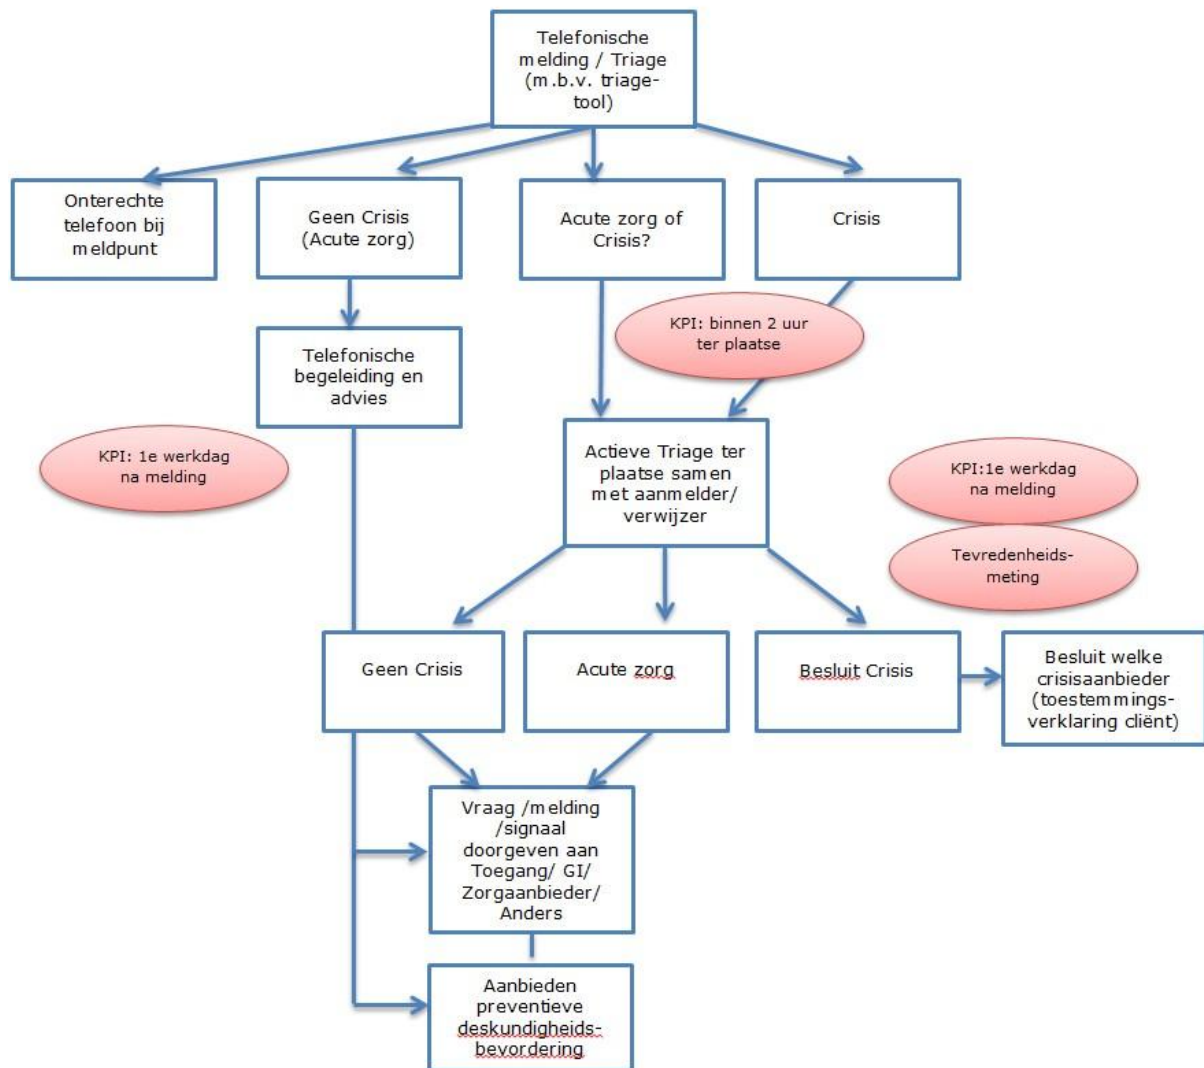 Telefonische
melding / Triage
(m.b.v. triage-
tool)
Onterechte
telefoon bij
meldpunt
Geen Crisis
(Acute zorg)
Acute zorg of
Crisis?
Crisis
KPI: binnen 2 uur
ter plaatse
Telefonische
begeleiding en
advies
KPI: 1e werkdag
na melding
Actieve Triage ter
plaatse samen
met aanmelder/
verwijzer
KPI:1e werkdag
na melding
Tevredenheids-
meting
Geen Crisis
Acute zorg
Besluit Crisis
Besluit welke
crisisaanbieder
(toestemmings-
verklaring cliënt)
Vraag /melding
/signaal
doorgeven aan
Toegang/ GI/
Zorgaanbieder/
Anders
Aanbieden
preventieve
deskundigheids-
bevordering